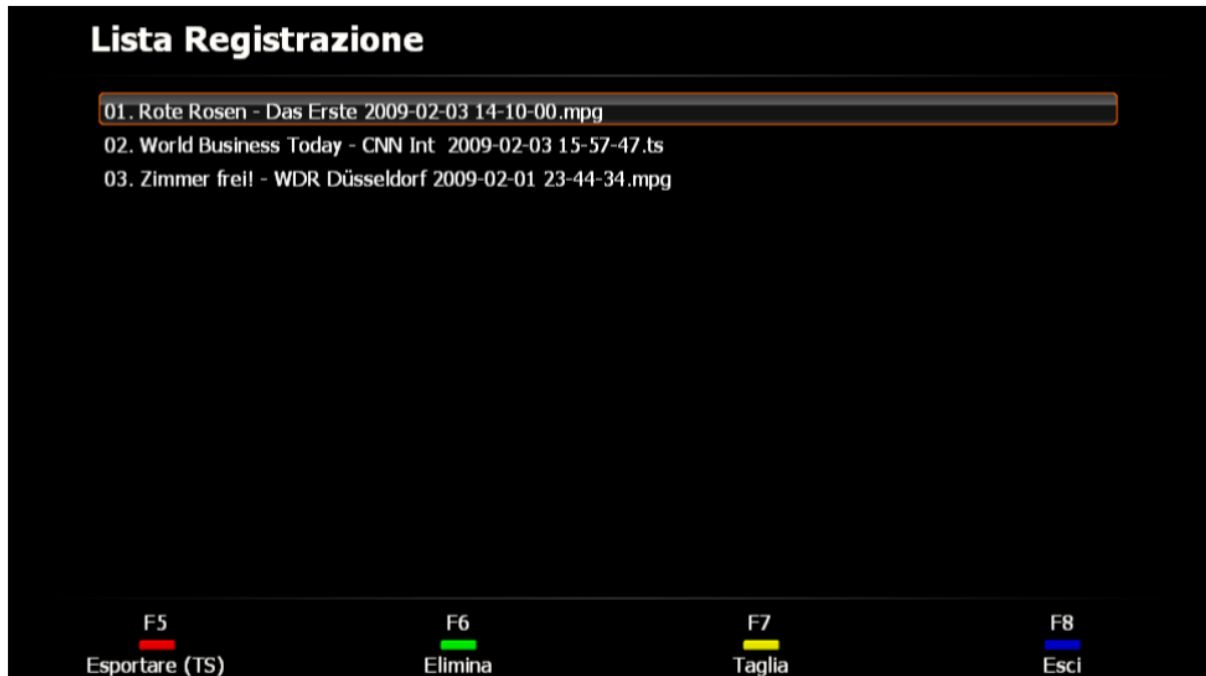 Lista Registrazione
01. Rote Rosen - Das Erste 2009-02-03 14-10-00.mpg
02. World Business Today - CNN Int  2009-02-03 15-57-47.ts
03. Zimmer frei! - WDR Düsseldorf 2009-02-01 23-44-34.mpg
F5 F6 F7 F8
Esportare (TS) Elimina Taglia Esci